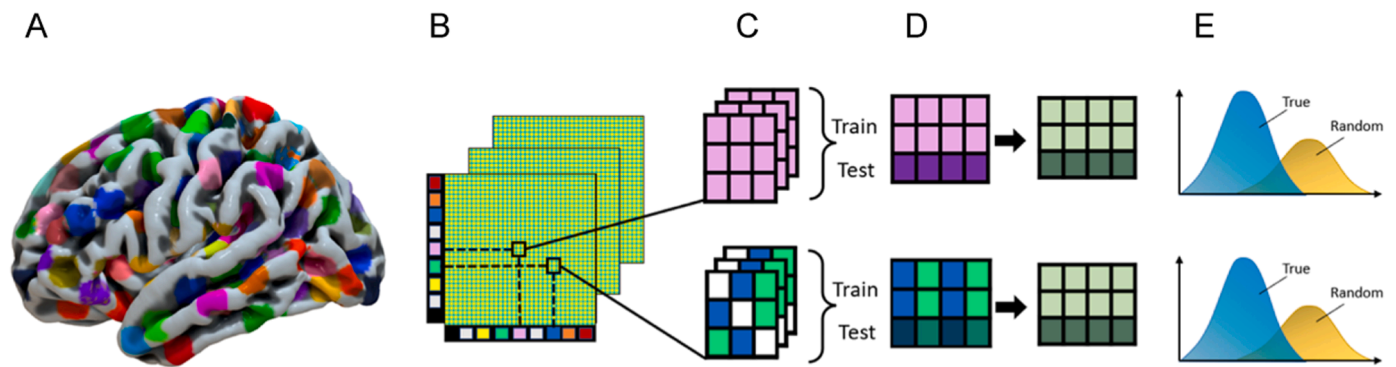 A
B
C
D
E
Train
Test
True
Random
Train
Test
True
Random